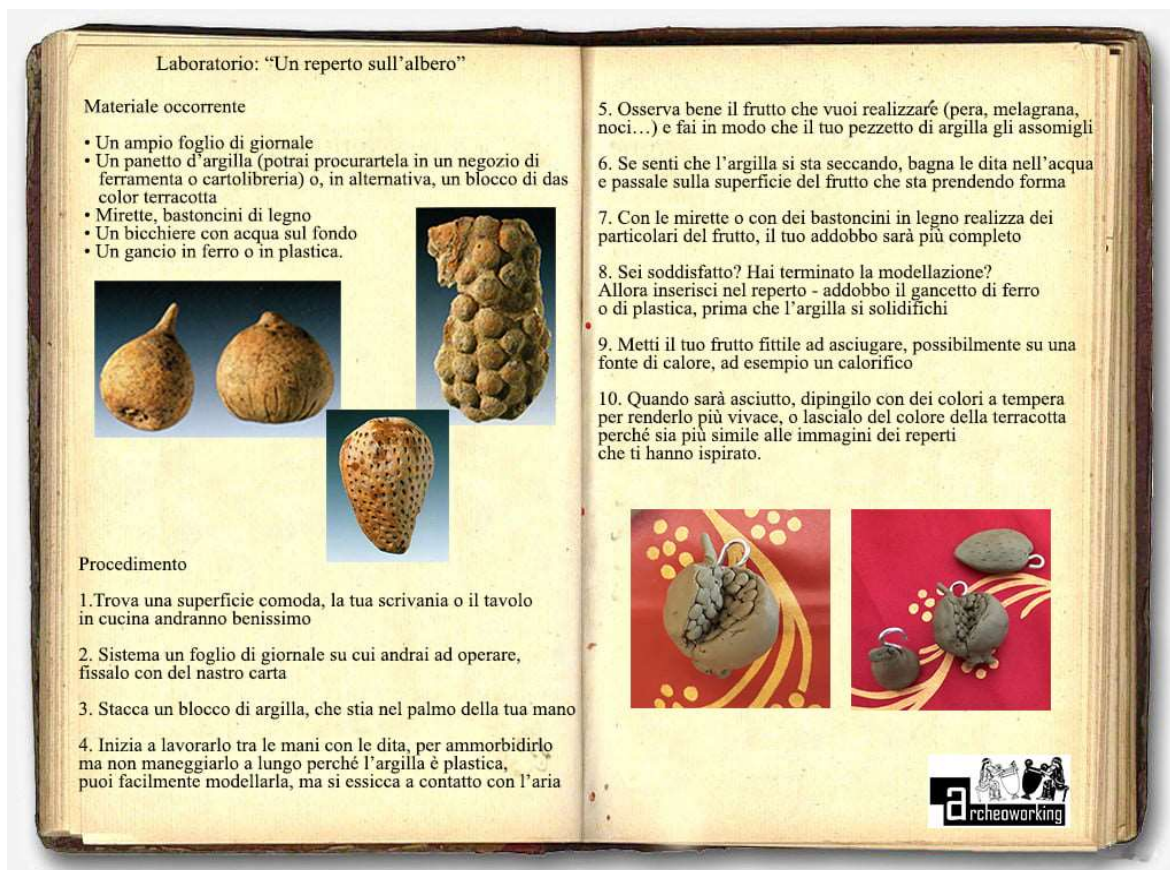 Laboratorio: “Un reperto sull’albero”
Materiale occorrente
• Un ampio foglio di giornale
• Un panetto d’argilla (potrai procurartela in un negozio di
ferramenta o cartolibreria) o, in alternativa, un blocco di das
color terracotta
• Mirette, bastoncini di legno
• Un bicchiere con acqua sul fondo
• Un gancio in ferro o in plastica.
Procedimento
1.Trova una superficie comoda, la tua scrivania o il tavolo
in cucina andranno benissimo
2. Sistema un foglio di giornale su cui andrai ad operare,
fissalo con del nastro carta
3. Stacca un blocco di argilla, che stia nel palmo della tua mano
4. Inizia a lavorarlo tra le mani con le dita, per ammorbidirlo
ma non maneggiarlo a lungo perché l’argilla è plastica,
puoi facilmente modellarla, ma si essicca a contatto con l’aria
5. Osserva bene il frutto che vuoi realizzare (pera, melagrana,
noci…) e fai in modo che il tuo pezzetto di argilla gli assomigli
6. Se senti che l’argilla si sta seccando, bagna le dita nell’acqua
e passale sulla superficie del frutto che sta prendendo forma
7. Con le mirette o con dei bastoncini in legno realizza dei
particolari del frutto, il tuo addobbo sarà più completo
8. Sei soddisfatto? Hai terminato la modellazione?
Allora inserisci nel reperto - addobbo il gancetto di ferro
o di plastica, prima che l’argilla si solidifichi
9. Metti il tuo frutto fittile ad asciugare, possibilmente su una
fonte di calore, ad esempio un calorifico
10. Quando sarà asciutto, dipingilo con dei colori a tempera
per renderlo più vivace, o lascialo del colore della terracotta
perché sia più simile alle immagini dei reperti
che ti hanno ispirato.
archeoworking